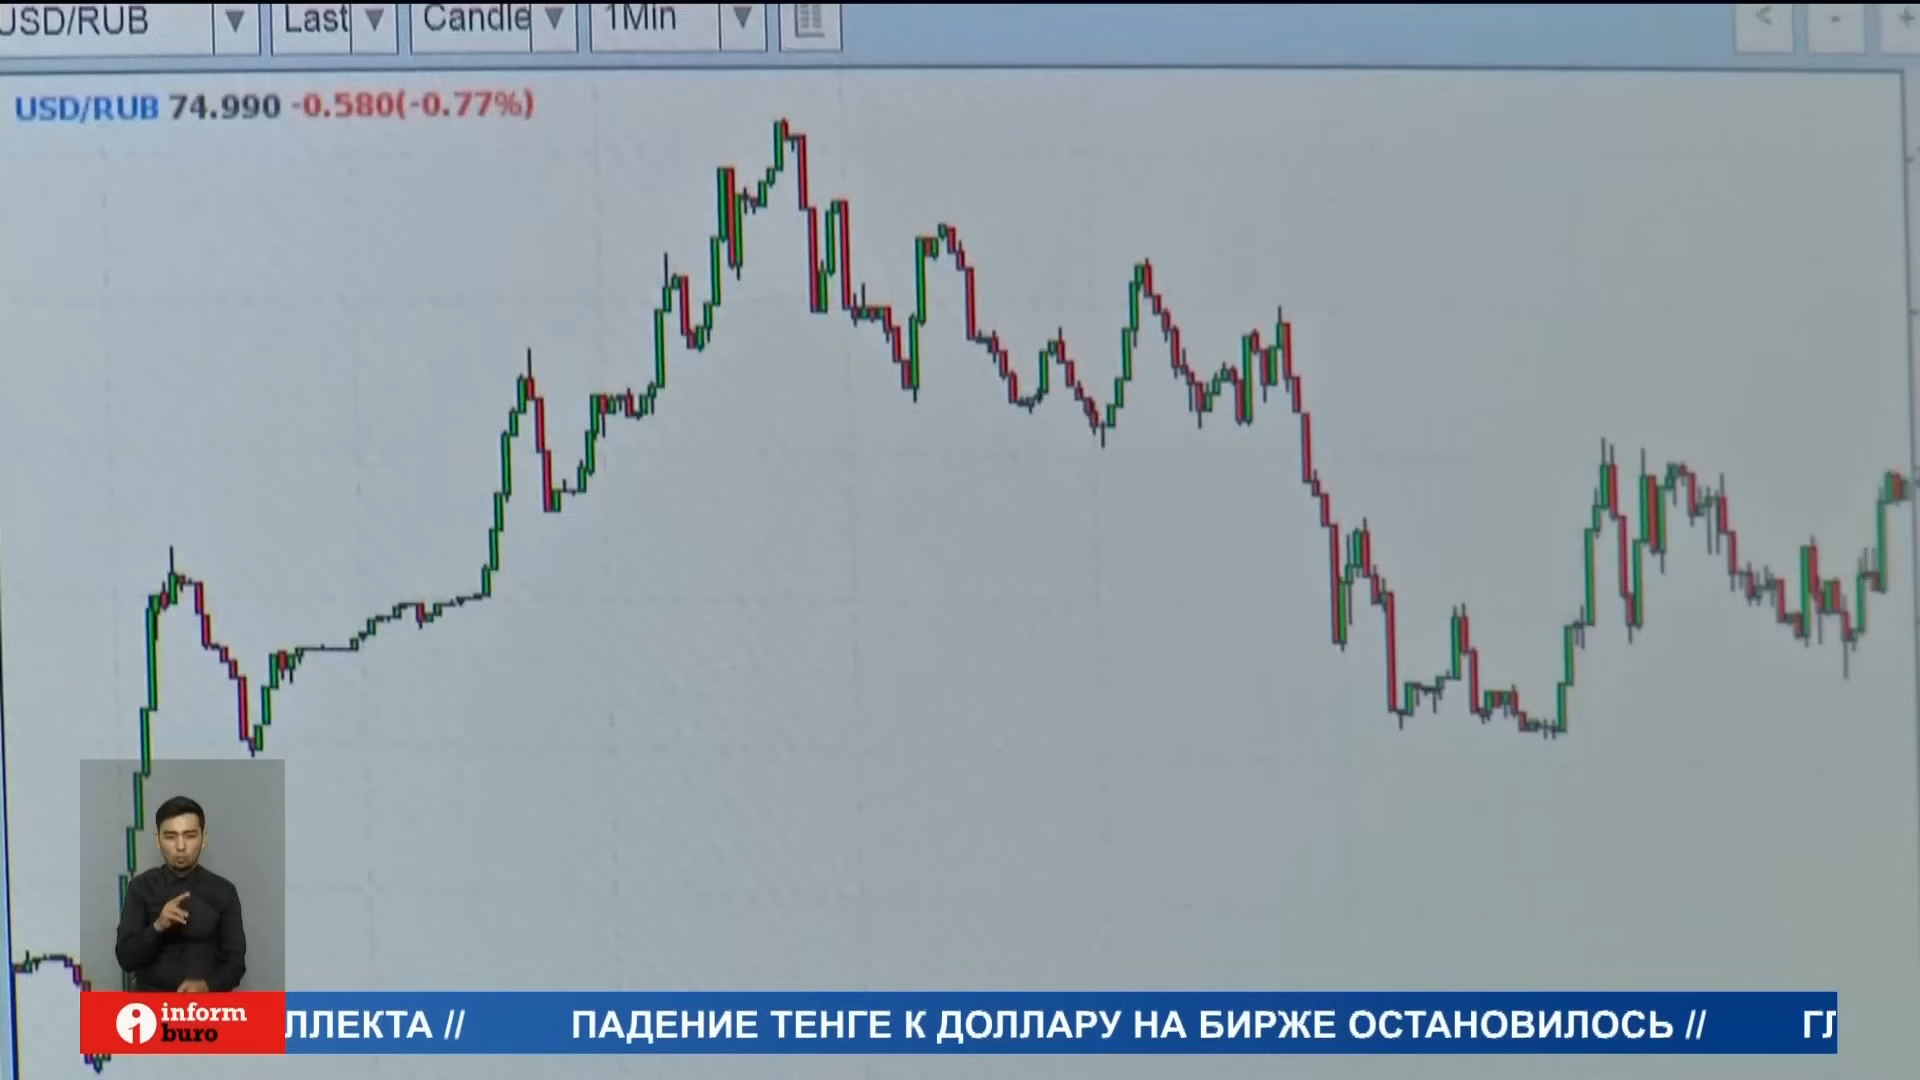 USD/RUB
Last
Candle
1Min
<
-
+
USD/RUB 74.990 -0.580(-0.77%)
inform
buro
ЛЛЕКТА //
ПАДЕНИЕ ТЕНГЕ К ДОЛЛАРУ НА БИРЖЕ ОСТАНОВИЛОСЬ //
ГЛ